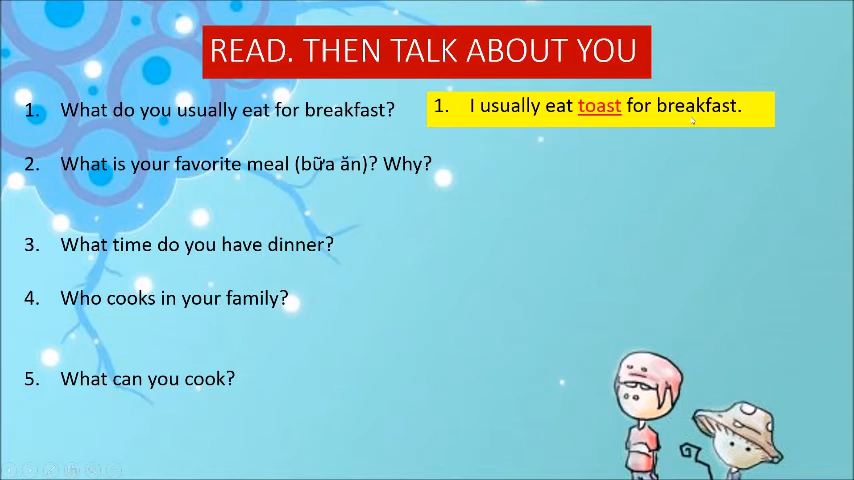 READ. THEN TALK ABOUT YOU
1. What do you usually eat for breakfast?
1. I usually eat toast for breakfast.
2. What is your favorite meal (bữa ăn)? Why?
3. What time do you have dinner?
4. Who cooks in your family?
5. What can you cook?